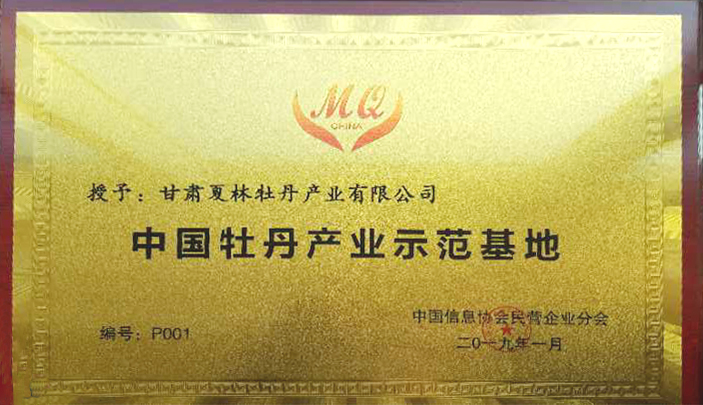 MQ
CHINA
授予：甘肃夏林牡丹产业有限公司
中国牡丹产业示范基地
编号：P001
中国信息协会民营企业分会
二0一九年一月